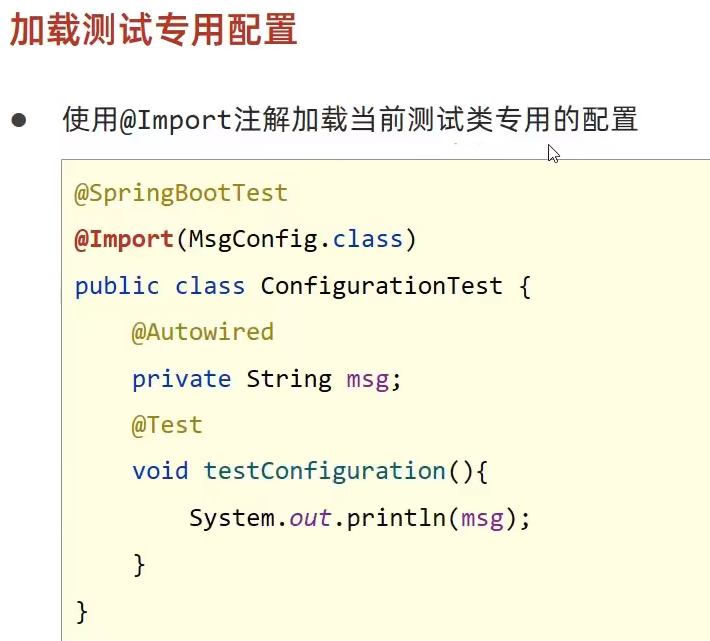 加载测试专用配置
● 使用@Import注解加载当前测试类专用的配置
@SpringBootTest
@Import(MsgConfig.class)
public class ConfigurationTest {
    @Autowired
    private String msg;
    @Test
    void testConfiguration(){
        System.out.println(msg);
    }
}